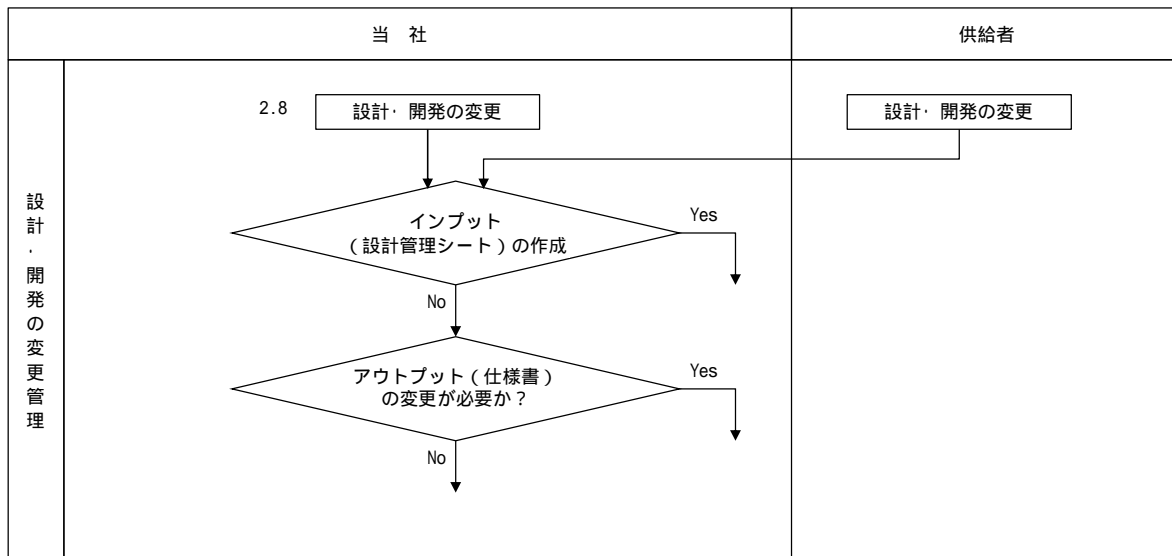 当 社
供給者
設計・開発の変更管理
2.8
設計・開発の変更
設計・開発の変更
インプット
(設計管理シート)の作成
Yes
No
アウトプット(仕様書)
の変更が必要か?
Yes
No